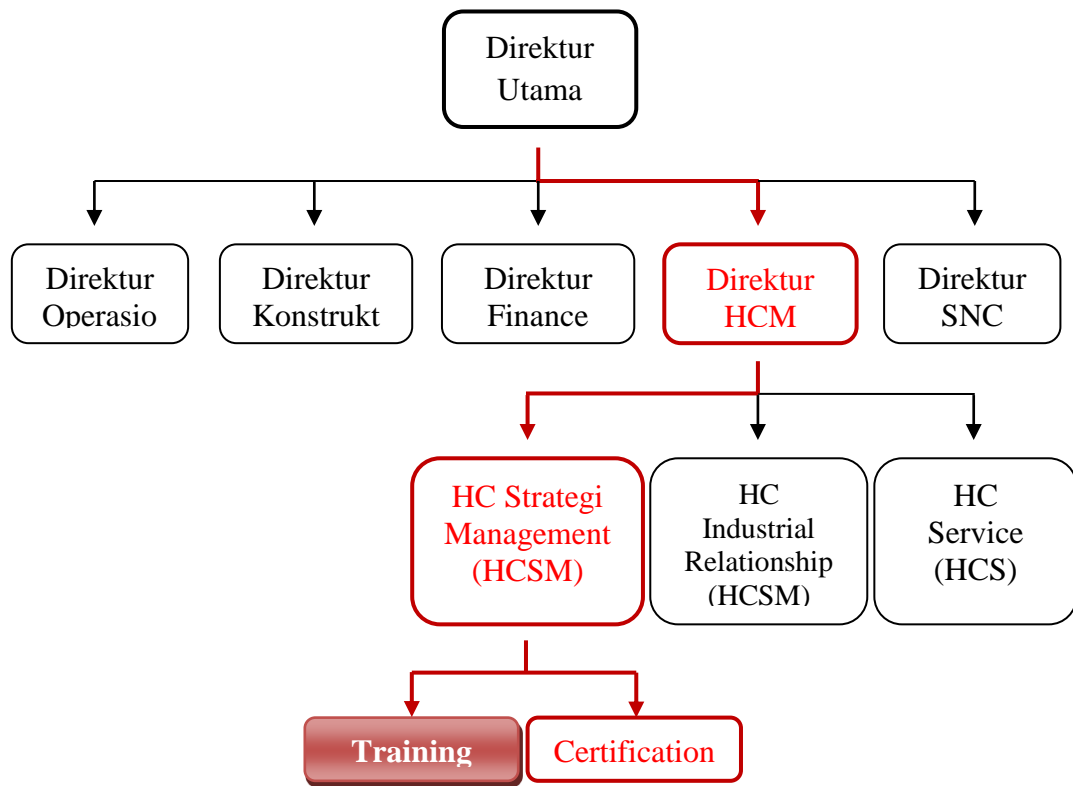 Direktur
Utama
Direktur
Operasio
Direktur
Konstrukt
Direktur
Finance
Direktur
HCM
Direktur
SNC
HC Strategi
Management
(HCSM)
HC
Industrial
Relationship
(HCSM)
HC
Service
(HCS)
Training
Certification